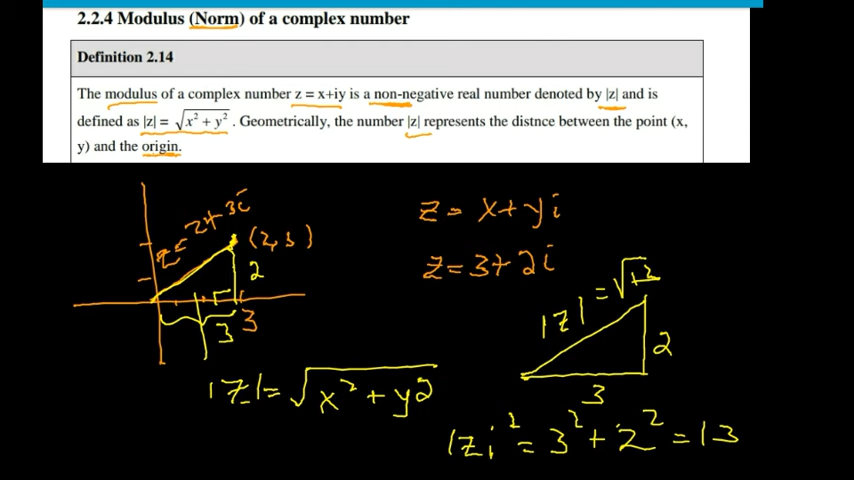 2.2.4 Modulus (Norm) of a complex number
Definition 2.14
The modulus of a complex number z = x+iy is a non-negative real number denoted by |z| and is
defined as |z| = √x² + y² . Geometrically, the number |z| represents the distnce between the point (x,
y) and the origin.
z = 2+ 3i
(2,3)
2
3
3
z = x+yi
z = 3+ 2i
|z| = √x² + y2
|z| = √
2
3
|z|² = 3² + 2² = 13